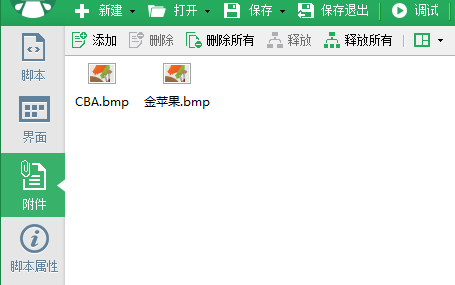 新建 打开 保存 保存退出 调试
添加 删除 删除所有 释放 释放所有
脚本
界面
附件
脚本属性
CBA.bmp 金苹果.bmp